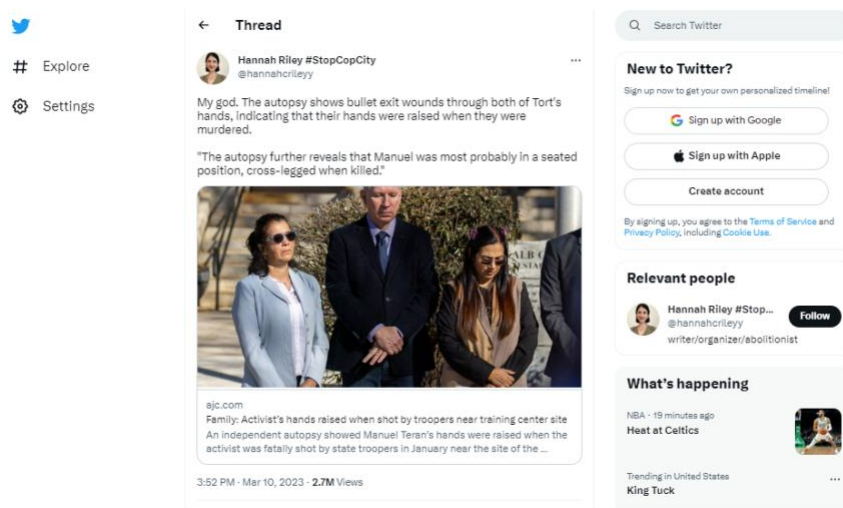 Explore
Settings
Thread
Hannah Riley #StopCopCity
@hannahcrileyy
My god. The autopsy shows bullet exit wounds through both of Tort's
hands, indicating that their hands were raised when they were
murdered.
"The autopsy further reveals that Manuel was most probably in a seated
position, cross-legged when killed."
ajc.com
Family: Activist's hands raised when shot by troopers near training center site
An independent autopsy showed Manuel Teran's hands were raised when the
activist was fatally shot by state troopers in January near the site of the ...
3:52 PM · Mar 10, 2023 · 2.7M Views
Search Twitter
New to Twitter?
Sign up now to get your own personalized timeline!
Sign up with Google
Sign up with Apple
Create account
By signing up, you agree to the Terms of Service and
Privacy Policy, including Cookie Use.
Relevant people
Hannah Riley #Stop...
@hannahcrileyy
Follow
writer/organizer/abolitionist
What's happening
NBA · 19 minutes ago
Heat at Celtics
Trending in United States
King Tuck